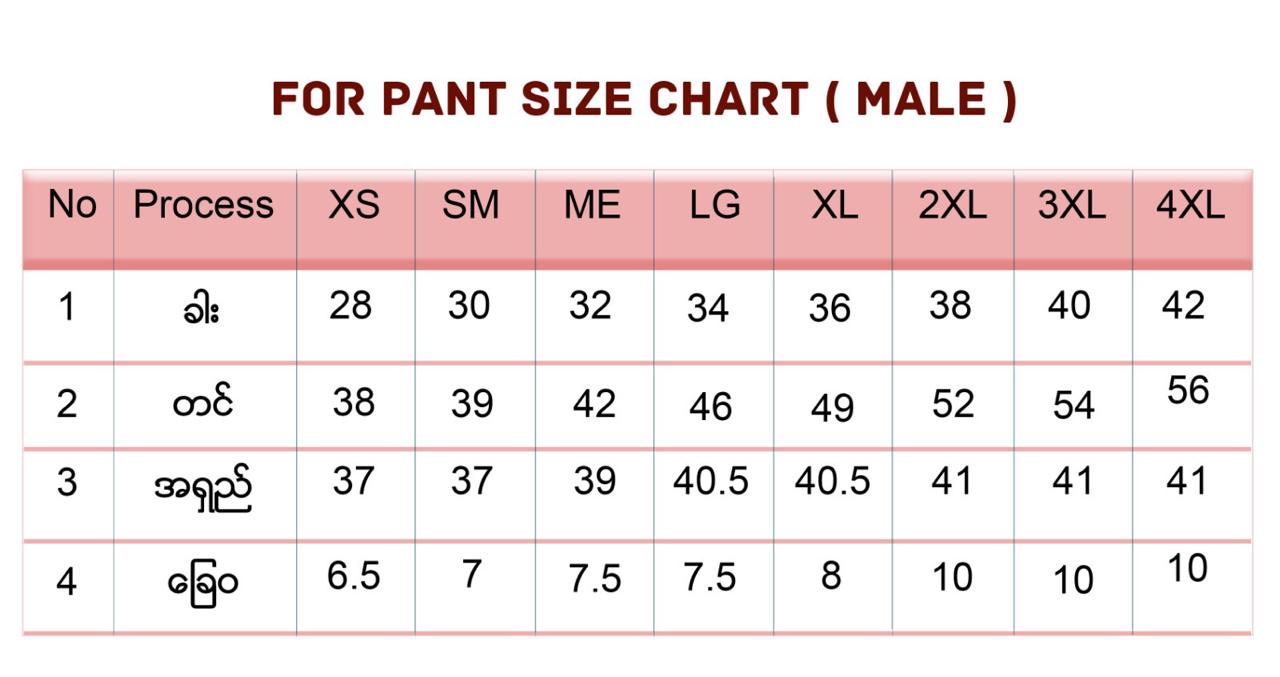 FOR PANT SIZE CHART ( MALE )
No Process XS SM ME LG XL 2XL 3XL 4XL
1 ခါး 28 30 32 34 36 38 40 42
2 တင် 38 39 42 46 49 52 54 56
3 အရှည် 37 37 39 40.5 40.5 41 41 41
4 ခြေဝ 6.5 7 7.5 7.5 8 10 10 10